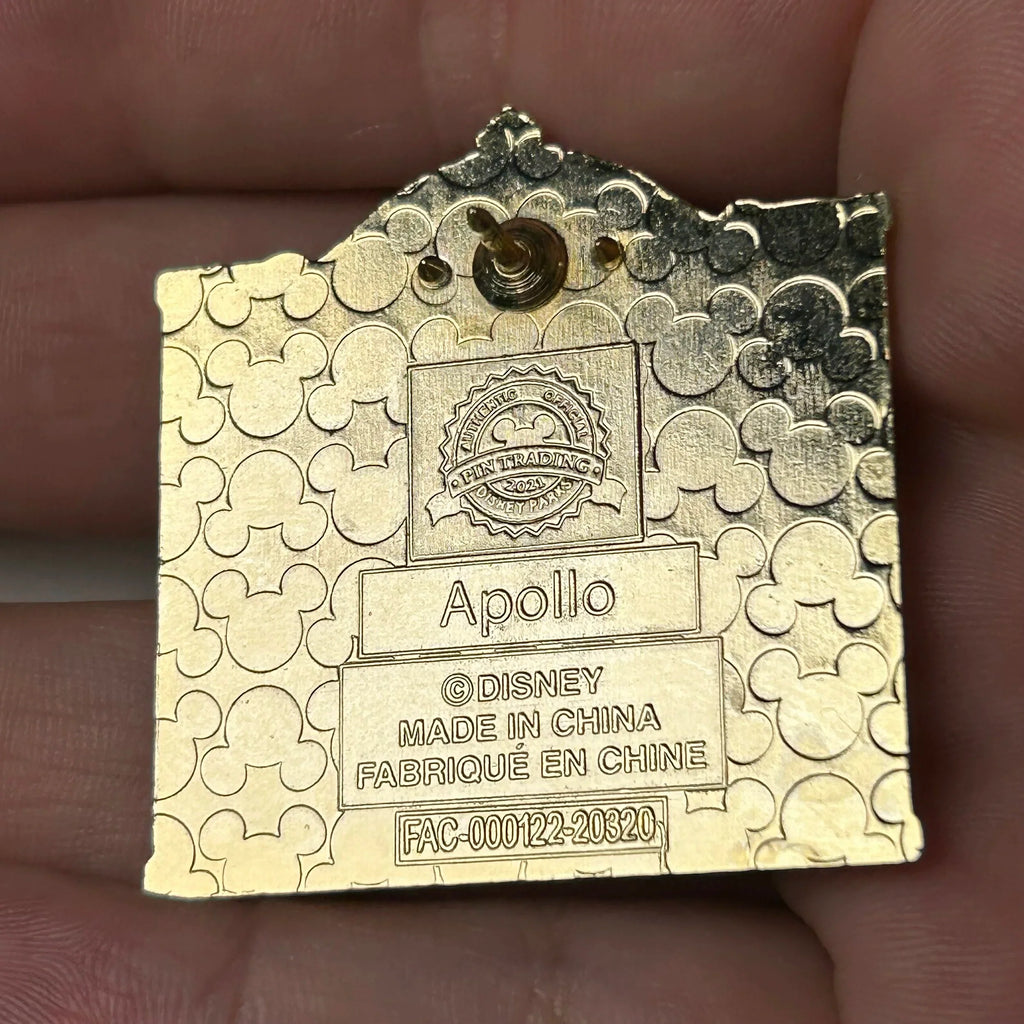 AUTHENTIC · OFFICIAL
· PIN TRADING ·
2021
DISNEY PARKS
Apollo
©DISNEY
MADE IN CHINA
FABRIQUÉ EN CHINE
FAC-000122-20320